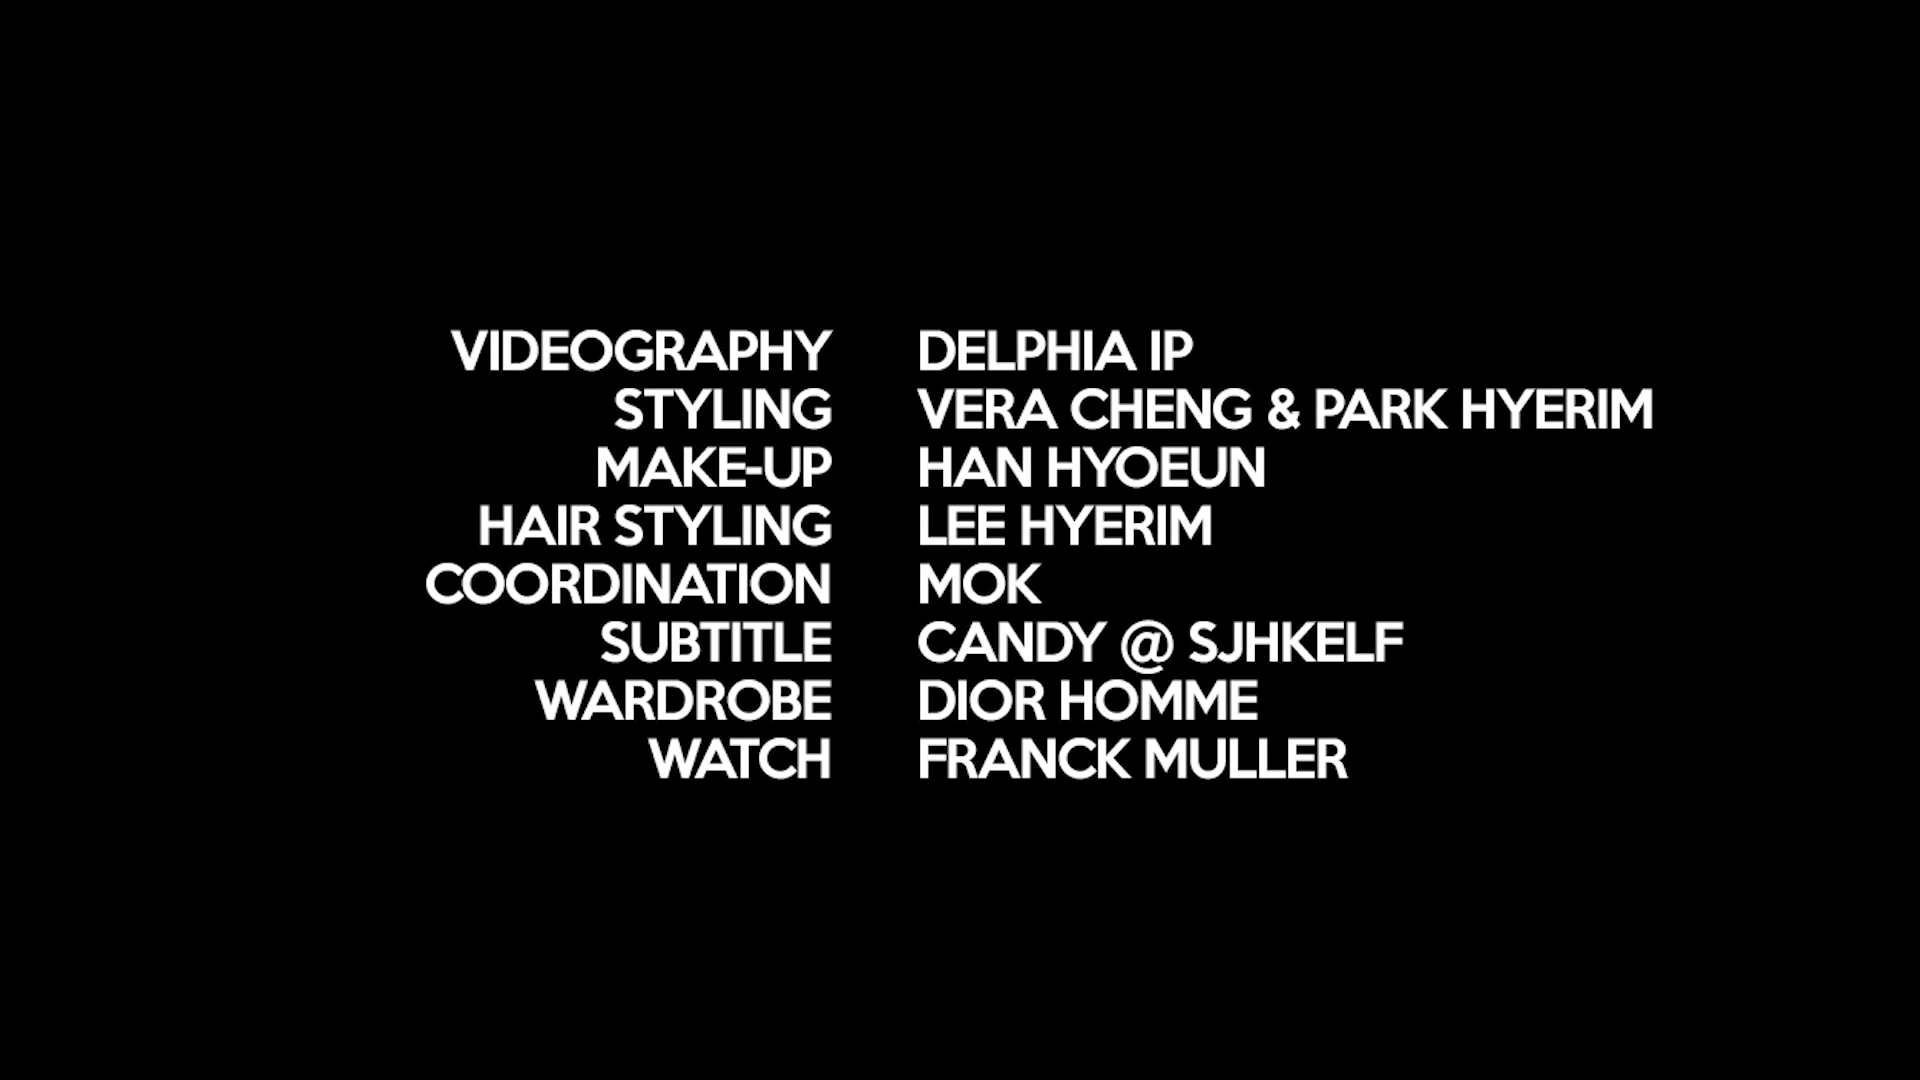 VIDEOGRAPHY DELPHIA IP
STYLING VERA CHENG & PARK HYERIM
MAKE-UP HAN HYOEUN
HAIR STYLING LEE HYERIM
COORDINATION MOK
SUBTITLE CANDY @ SJHKELF
WARDROBE DIOR HOMME
WATCH FRANCK MULLER